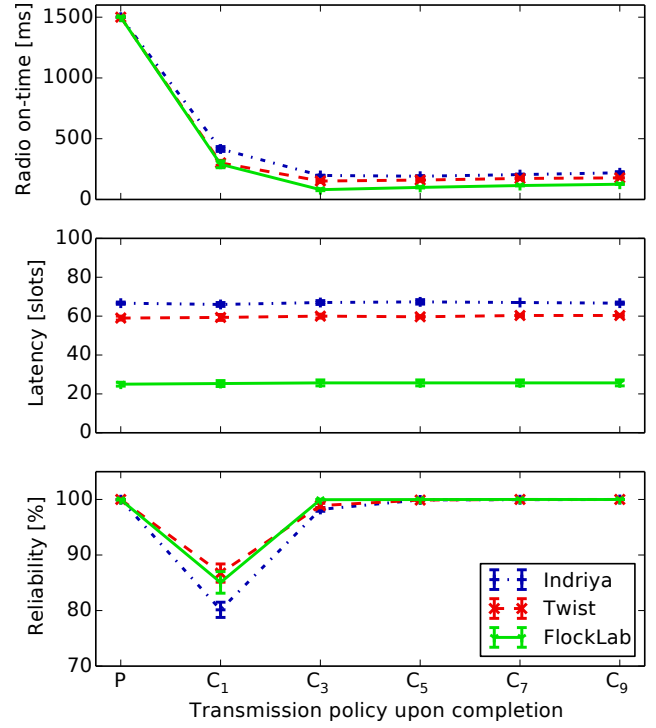 1500
1000
500
0
Radio on-time [ms]
100
80
60
40
20
0
Latency [slots]
100
90
80
70
Reliability [%]
Indriya
Twist
FlockLab
P C₁ C₃ C₅ C₇ C₉
Transmission policy upon completion